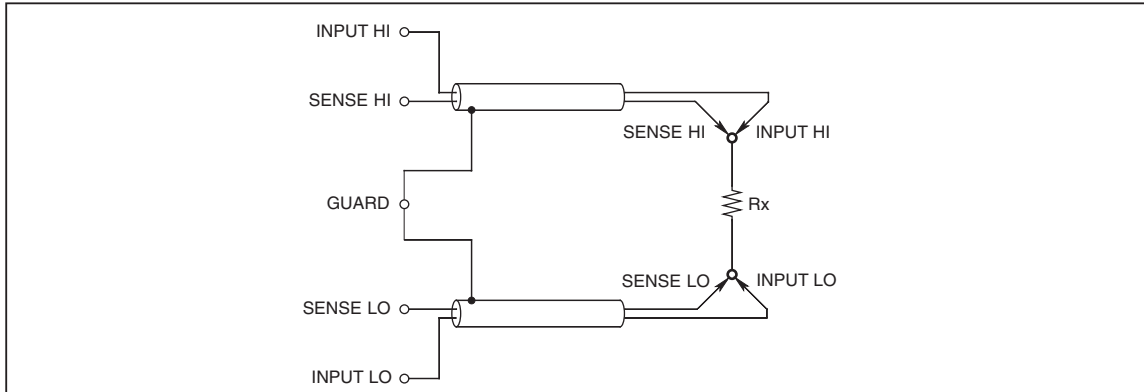 INPUT HI
SENSE HI
SENSE HI
INPUT HI
GUARD
Rx
SENSE LO
INPUT LO
SENSE LO
INPUT LO